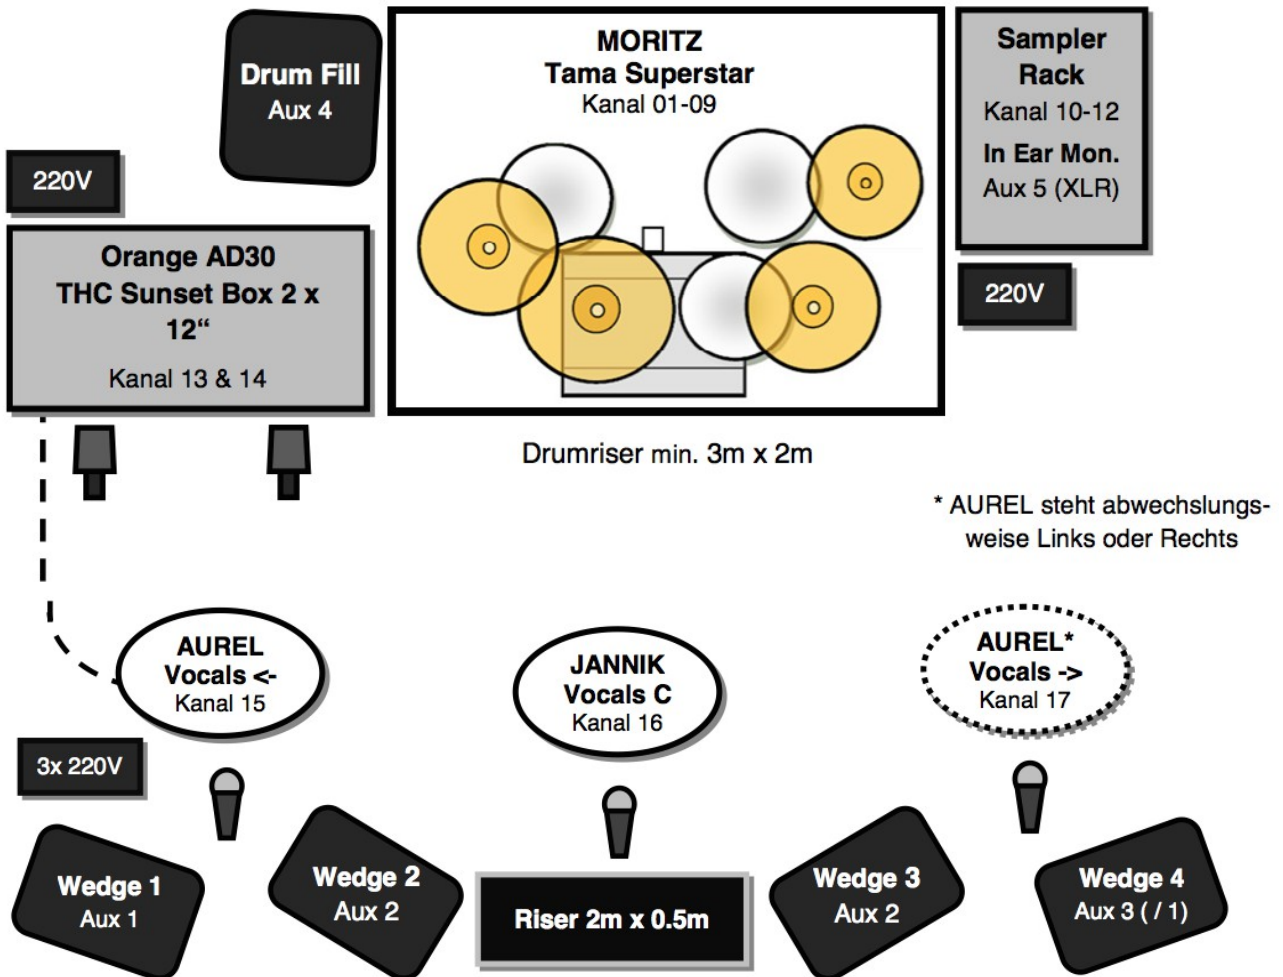 Drum Fill
Aux 4
MORITZ
Tama Superstar
Kanal 01-09
Sampler
Rack
Kanal 10-12
In Ear Mon.
Aux 5 (XLR)
220V
Orange AD30
THC Sunset Box 2 x
12“
Kanal 13 & 14
220V
Drumriser min. 3m x 2m
* AUREL steht abwechslungs-
weise Links oder Rechts
AUREL
Vocals <-
Kanal 15
JANNIK
Vocals C
Kanal 16
AUREL*
Vocals ->
Kanal 17
3x 220V
Wedge 1
Aux 1
Wedge 2
Aux 2
Riser 2m x 0.5m
Wedge 3
Aux 2
Wedge 4
Aux 3 ( / 1)